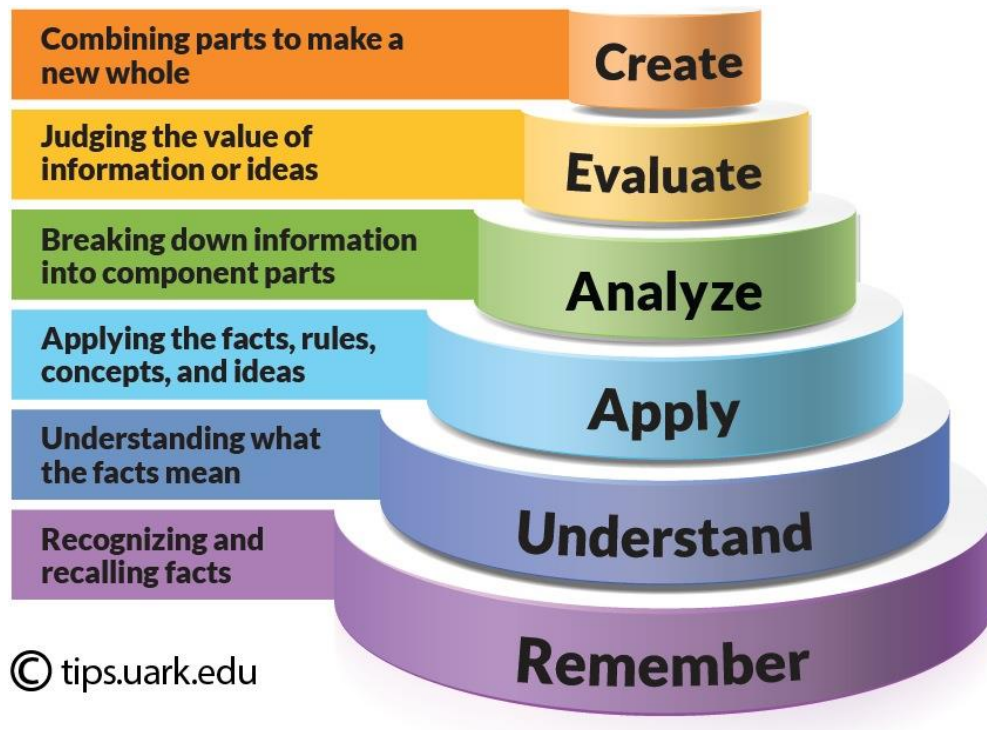 Combining parts to make a
new whole
Create
Judging the value of
information or ideas
Evaluate
Breaking down information
into component parts
Analyze
Applying the facts, rules,
concepts, and ideas
Apply
Understanding what
the facts mean
Understand
Recognizing and
recalling facts
Remember
© tips.uark.edu